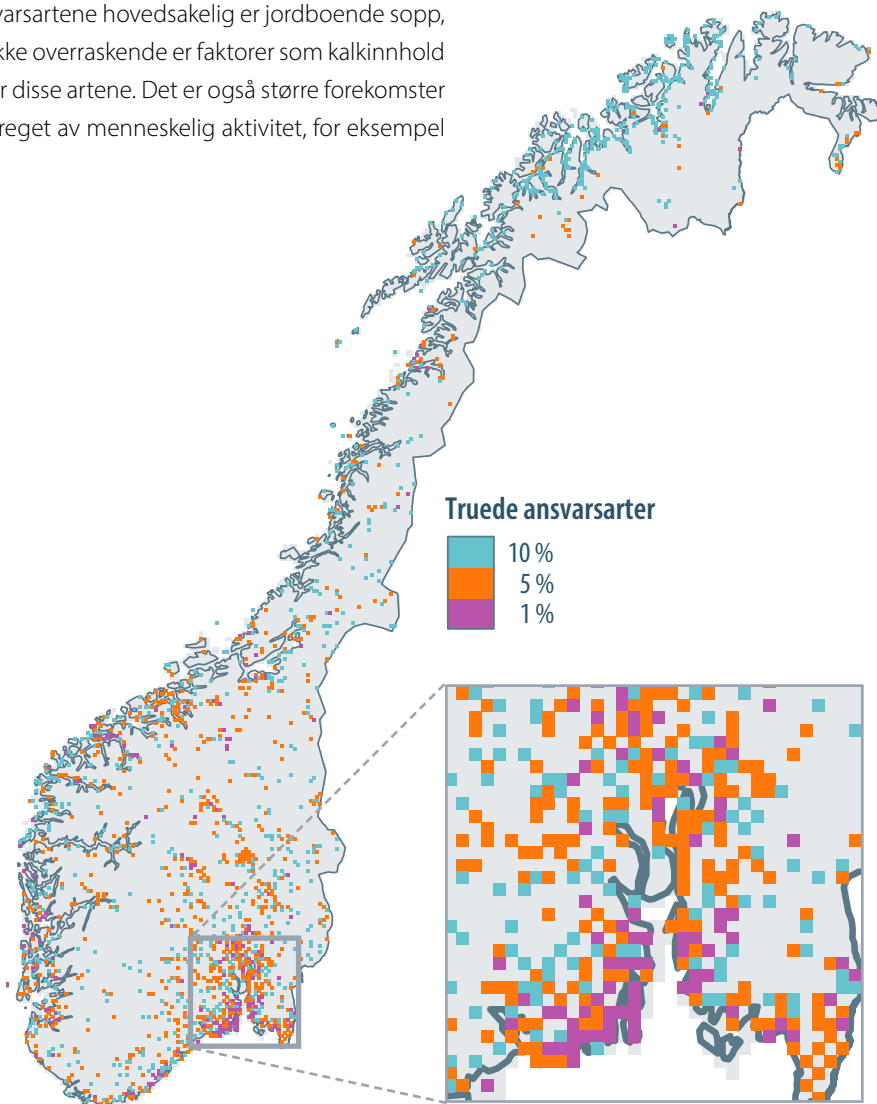 varsartene hovedsakelig er jordboende sopp,
kke overraskende er faktorer som kalkinnhold
r disse artene. Det er også større forekomster
reget av menneskelig aktivitet, for eksempel
Truede ansvarsarter
10 %
5 %
1 %